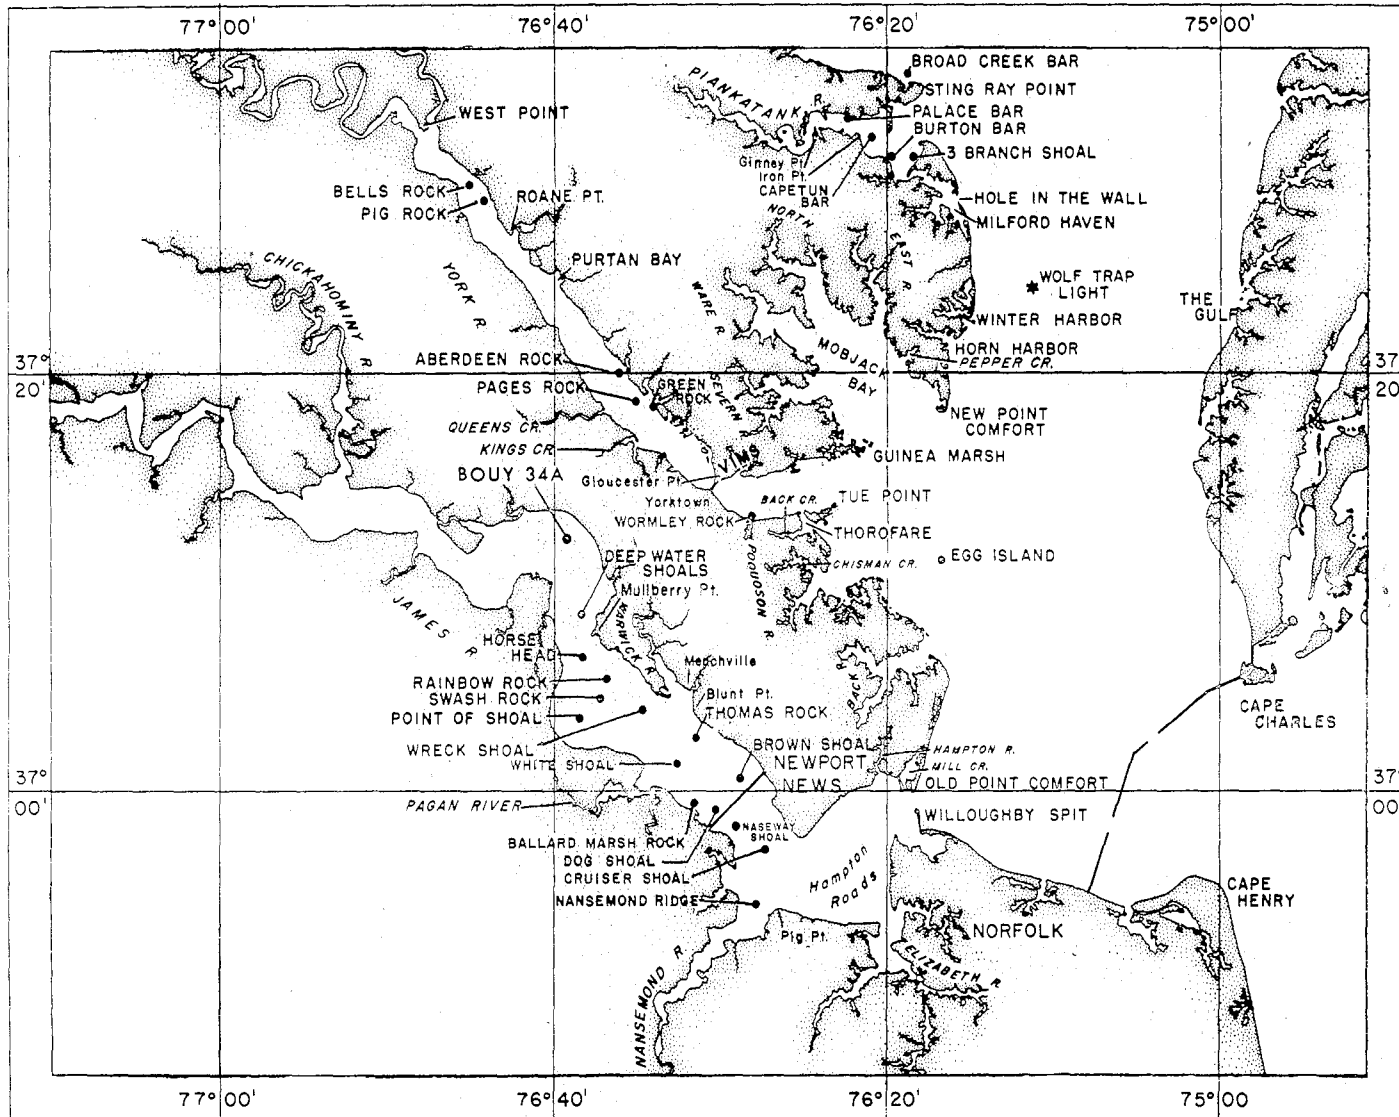 77°00'
76°40'
76°20'
75°00'
BROAD CREEK BAR
STING RAY POINT
PIANKATANK R.
PALACE BAR
BURTON BAR
WEST POINT
3 BRANCH SHOAL
Ginney Pt.
Iron Pt.
CAPETUN
BAR
BELLS ROCK
PIG ROCK
ROANE PT.
HOLE IN THE WALL
MILFORD HAVEN
NORTH
EAST R.
CHICKAHOMINY R
YORK R.
PURTAN BAY
WARE R.
WOLF TRAP
LIGHT
THE
GULF
WINTER HARBOR
MOBJACK
BAY
HORN HARBOR
PEPPER CR.
37°
20'
37
20'
ABERDEEN ROCK
PAGES ROCK
GREEN
ROCK
SEVERN
NEW POINT
COMFORT
QUEENS CR.
KINGS CR
VIMS
GUINEA MARSH
BOUY 34A
Gloucester Pt.
Yorktown
BACK CR.
TUE POINT
WORMLEY ROCK
THOROFARE
DEEP WATER
SHOALS
POQUOSON R
CHISMAN CR.
EGG ISLAND
Mullberry Pt.
JAMES R.
WARWICK R
HORSE
HEAD
Menchville
RAINBOW ROCK
SWASH ROCK
BACK R.
Blunt Pt.
POINT OF SHOAL
THOMAS ROCK
CAPE
CHARLES
WRECK SHOAL
BROWN SHOAL
HAMPTON R.
WHITE SHOAL
NEWPORT
NEWS
MILL CR.
OLD POINT COMFORT
37°
00'
37°
00'
PAGAN RIVER
WILLOUGHBY SPIT
NASEWAY
SHOAL
BALLARD MARSH ROCK
DOG SHOAL
CRUISER SHOAL
Hampton
Roads
CAPE
HENRY
NANSEMOND RIDGE
Pig Pt.
NORFOLK
NANSEMOND R.
ELIZABETH R.
77°00'
76°40'
76°20'
75°00'